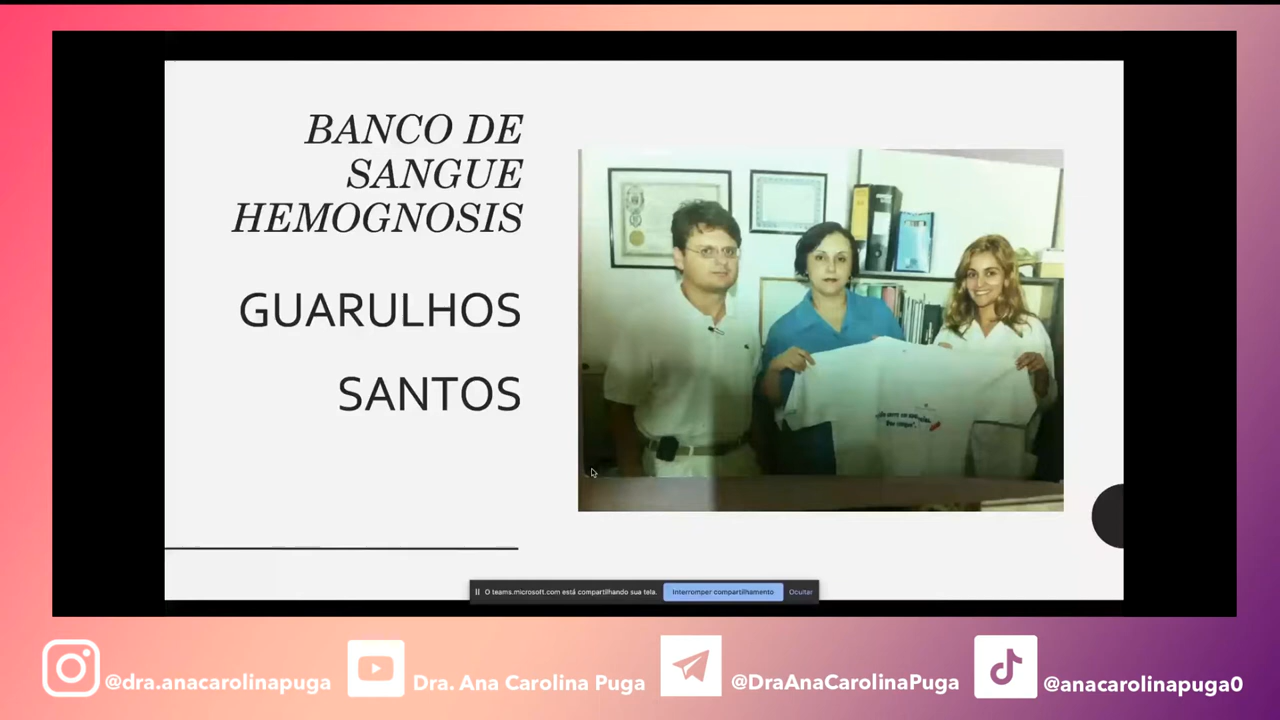 BANCO DE
SANGUE
HEMOGNOSIS
GUARULHOS
SANTOS
O teams.microsoft.com está compartilhando sua tela.
Interromper compartilhamento
Ocultar
@dra.anacarolinapuga
Dra. Ana Carolina Puga
@DraAnaCarolinaPuga
@anacarolinapuga0